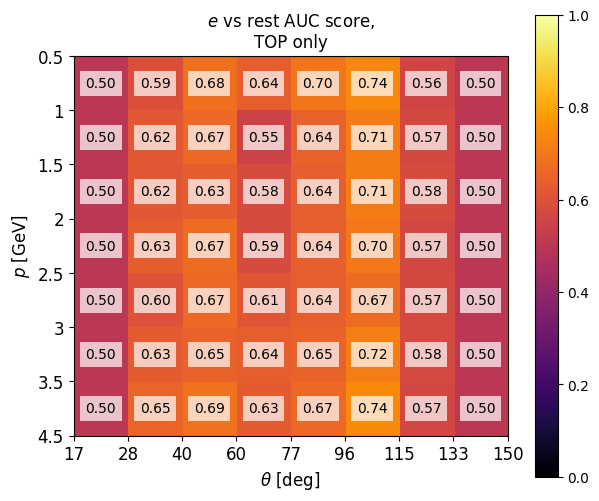 e vs rest AUC score,
TOP only
0.5
0.50 0.59 0.68 0.64 0.70 0.74 0.56 0.50
1
0.50 0.62 0.67 0.55 0.64 0.71 0.57 0.50
1.5
0.50 0.62 0.63 0.58 0.64 0.71 0.58 0.50
2
0.50 0.63 0.67 0.59 0.64 0.70 0.57 0.50
2.5
0.50 0.60 0.67 0.61 0.64 0.67 0.57 0.50
3
0.50 0.63 0.65 0.64 0.65 0.72 0.58 0.50
3.5
0.50 0.65 0.69 0.63 0.67 0.74 0.57 0.50
4.5
p [GeV]
17 28 40 60 77 96 115 133 150
θ [deg]
1.0
0.8
0.6
0.4
0.2
0.0